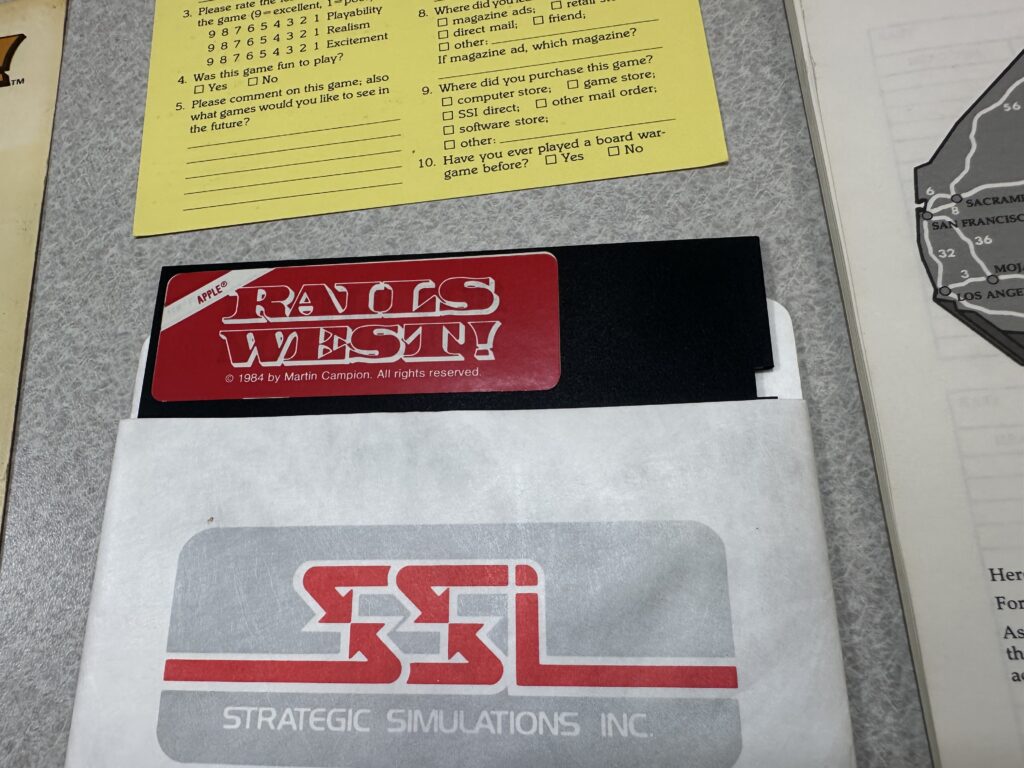 TM
3. Please rate the
the game (9=excellent, 1=poor)
9 8 7 6 5 4 3 2 1 Playability
9 8 7 6 5 4 3 2 1 Realism
9 8 7 6 5 4 3 2 1 Excitement
4. Was this game fun to play?
☐ Yes ☐ No
5. Please comment on this game; also
what games would you like to see in
the future?
8. Where did you
☐ magazine ads; ☐ retail
☐ direct mail; ☐ friend;
☐ other:
If magazine ad, which magazine?
9. Where did you purchase this game?
☐ computer store; ☐ game store;
☐ SSI direct; ☐ other mail order;
☐ software store;
☐ other:
10. Have you ever played a board war-
game before? ☐ Yes ☐ No
APPLE®
RAILS
WEST!
© 1984 by Martin Campion. All rights reserved.
SSI
STRATEGIC SIMULATIONS INC.
56
6
SACRAME
8
SAN FRANCISC
36
32
MOJ
3
LOS ANGE
Her
For
As
th
a